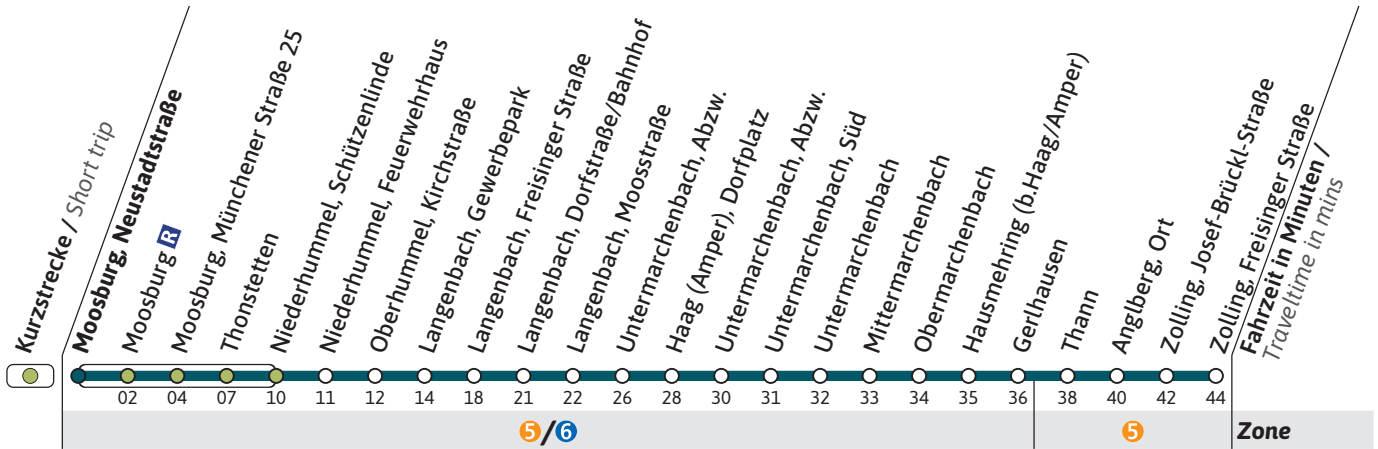 Kurzstrecke / Short trip
Moosburg, Neustadtstraße
Moosburg R
Moosburg, Münchener Straße 25
Thonstetten
Niederhummel, Schützenlinde
Niederhummel, Feuerwehrhaus
Oberhummel, Kirchstraße
Langenbach, Gewerbepark
Langenbach, Freisinger Straße
Langenbach, Dorfstraße/Bahnhof
Langenbach, Moosstraße
Untermarchenbach, Abzw.
Haag (Amper), Dorfplatz
Untermarchenbach, Abzw.
Untermarchenbach, Süd
Untermarchenbach
Mittermarchenbach
Obermarchenbach
Hausmehring (b.Haag/Amper)
Gerlhausen
Thann
Anglberg, Ort
Zolling, Josef-Brückl-Straße
Zolling, Freisinger Straße
Fahrzeit in Minuten /
Traveltime in mins
02 04 07 10 11 12 14 18 21 22 26 28 30 31 32 33 34 35 36 38 40 42 44
5/6 5 Zone